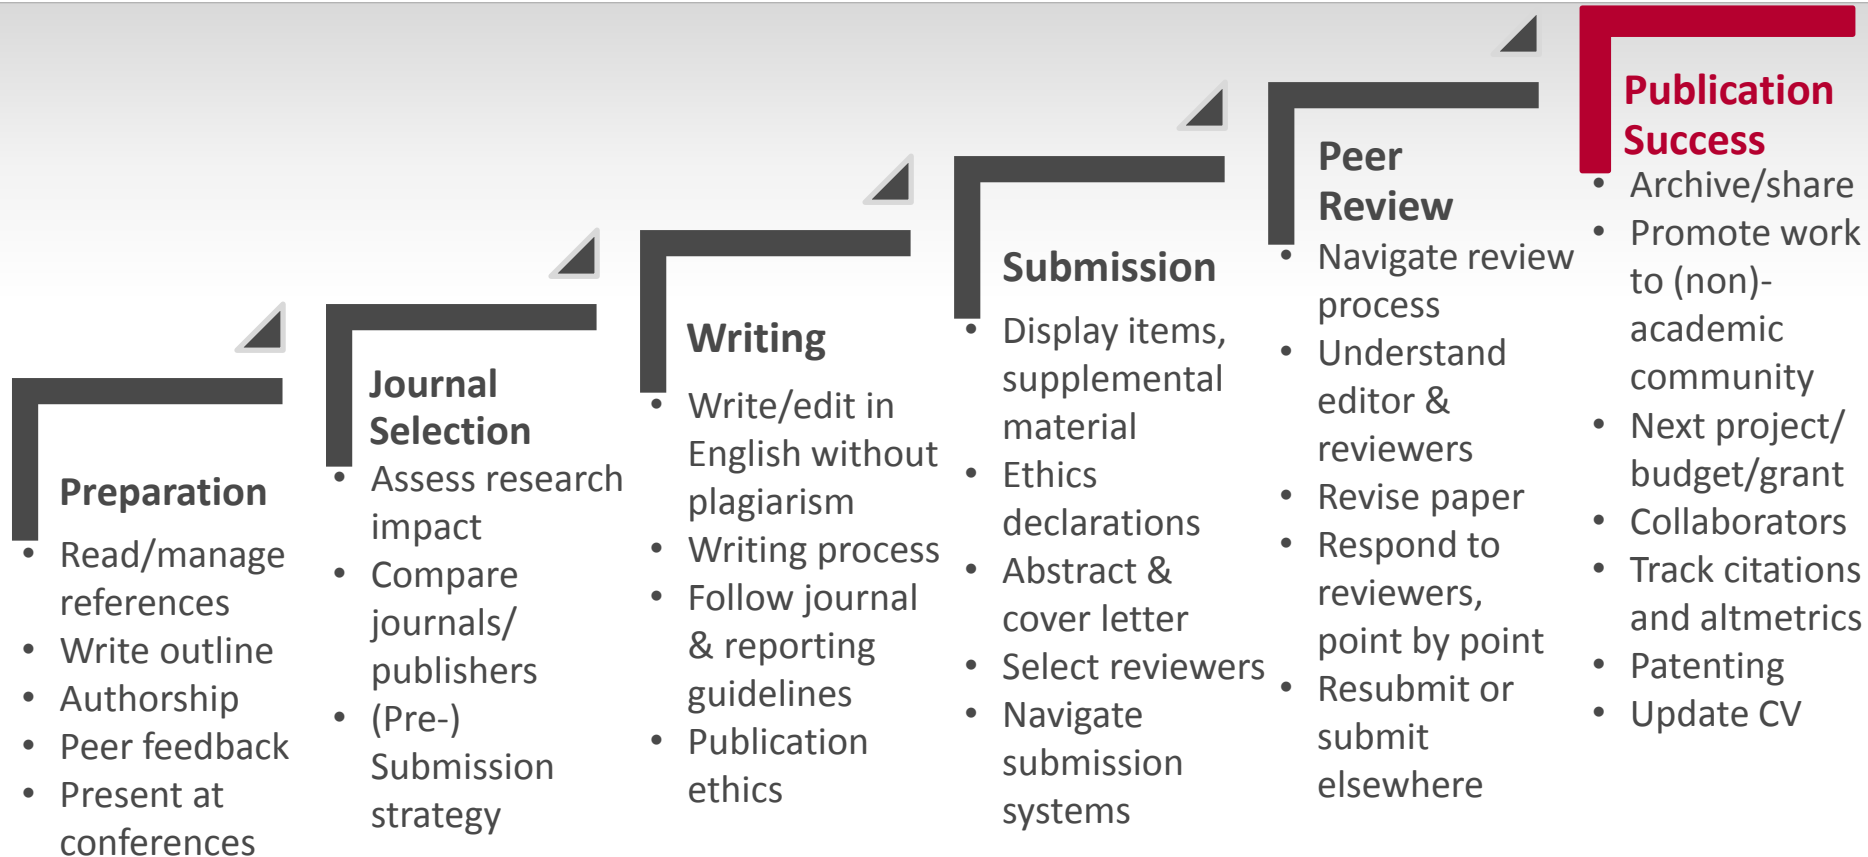 Preparation
• Read/manage
references
• Write outline
• Authorship
• Peer feedback
• Present at
conferences
Journal
Selection
• Assess research
impact
• Compare
journals/
publishers
• (Pre-)
Submission
strategy
Writing
• Write/edit in
English without
plagiarism
• Writing process
• Follow journal
& reporting
guidelines
• Publication
ethics
Submission
• Display items,
supplemental
material
• Ethics
declarations
• Abstract &
cover letter
• Select reviewers
• Navigate
submission
systems
Peer
Review
• Navigate review
process
• Understand
editor &
reviewers
• Revise paper
• Respond to
reviewers,
point by point
• Resubmit or
submit
elsewhere
Publication
Success
• Archive/share
• Promote work
to (non)-
academic
community
• Next project/
budget/grant
• Collaborators
• Track citations
and altmetrics
• Patenting
• Update CV